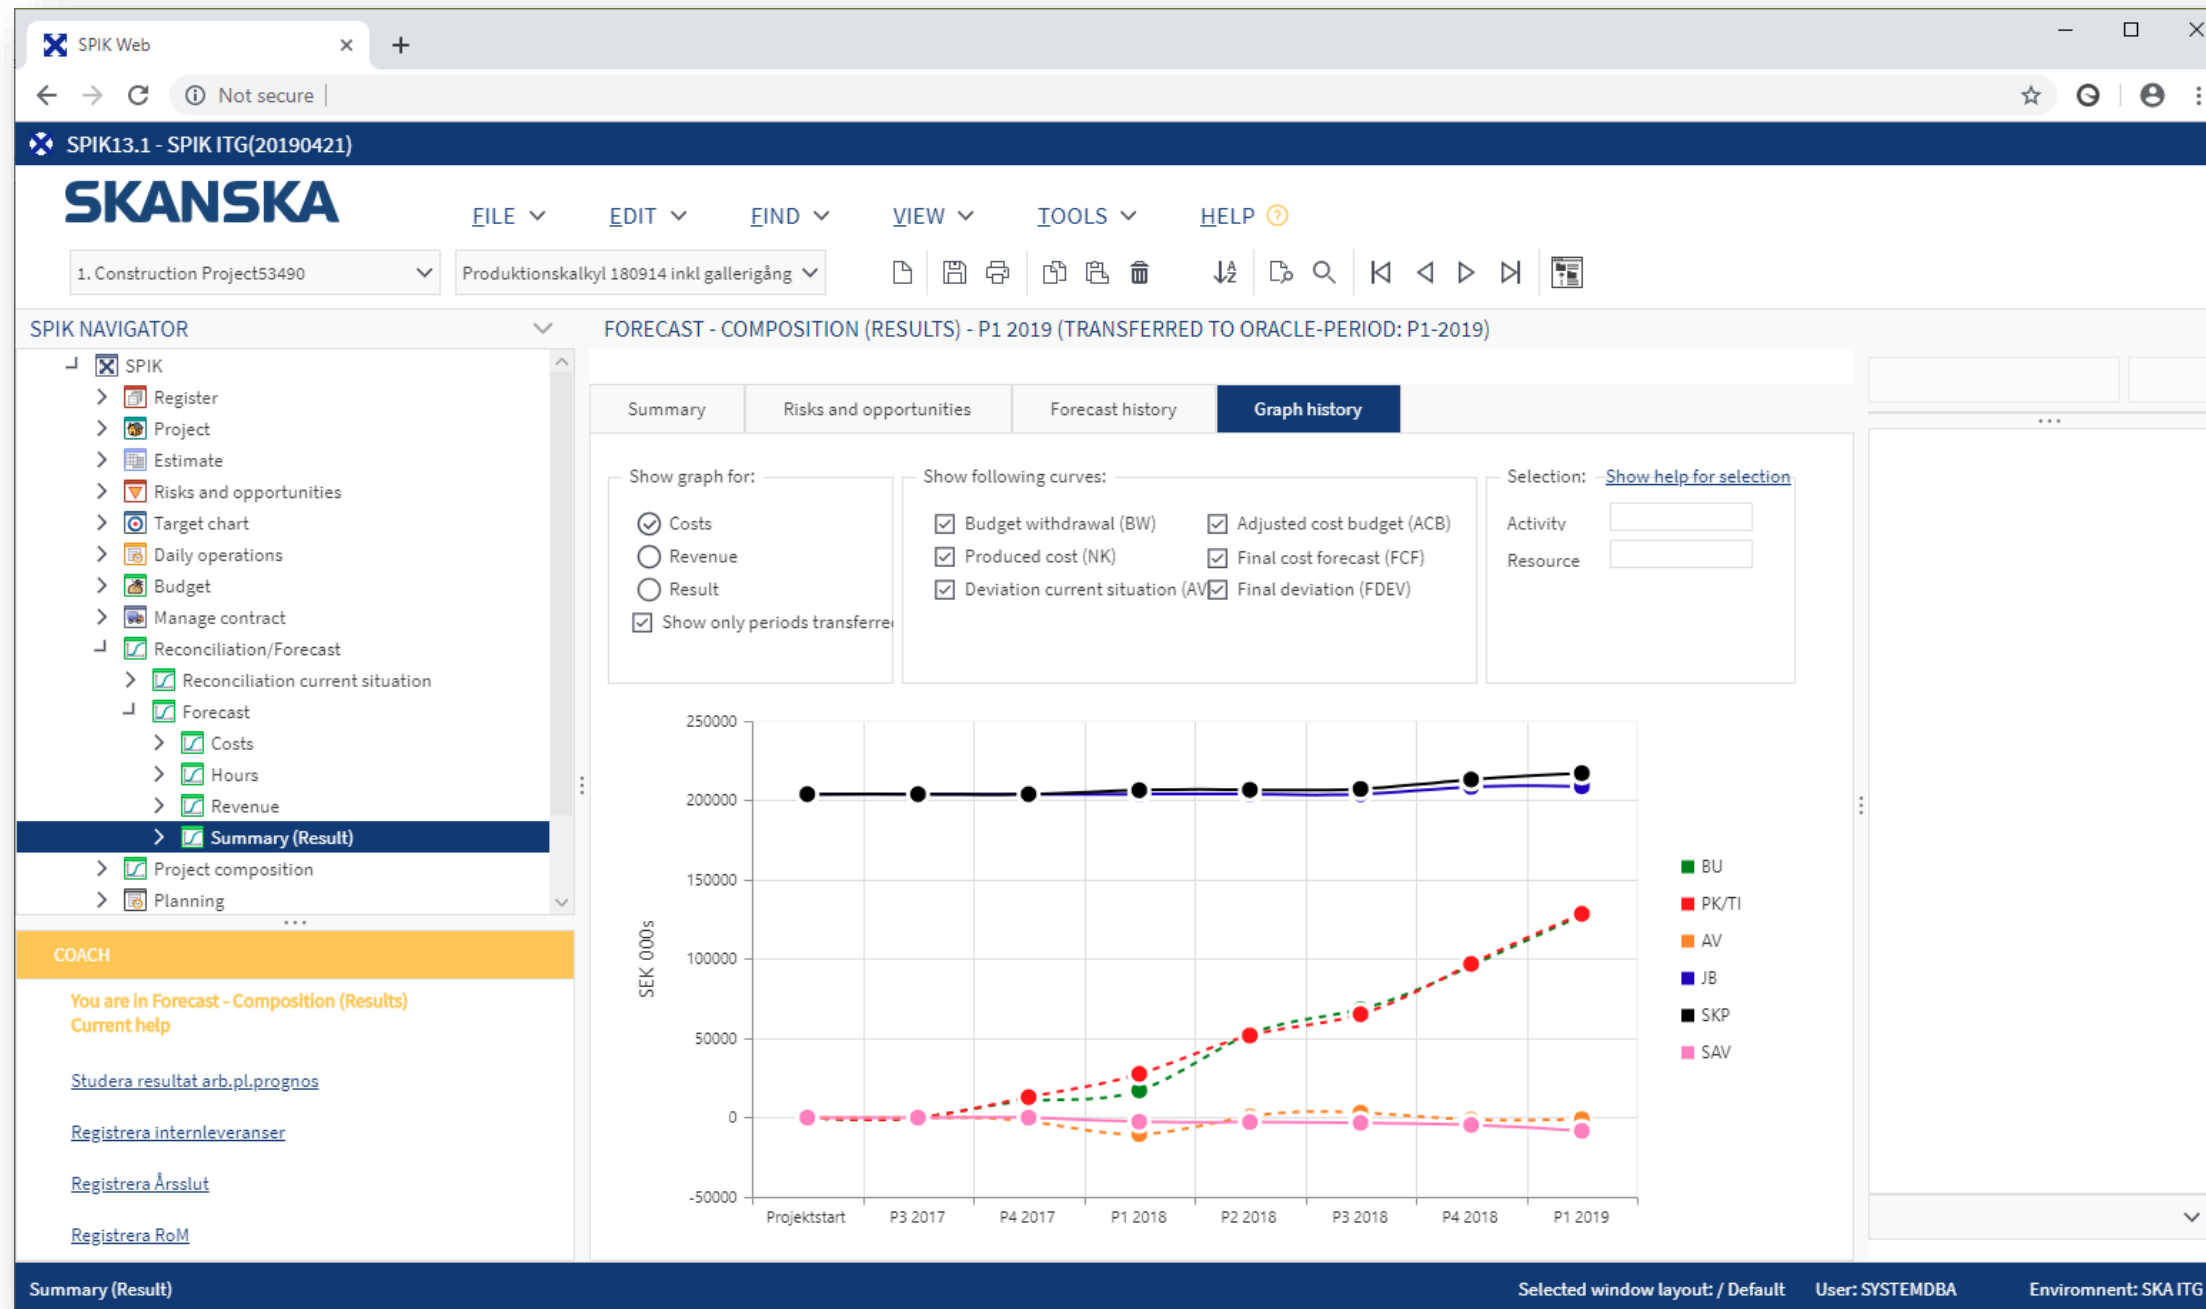 SPIK Web
Not secure
SPIK13.1 - SPIK ITG(20190421)
SKANSKA
FILE EDIT FIND VIEW TOOLS HELP ?
1. Construction Project53490 Produktionskalkyl 180914 inkl gallerigång
SPIK NAVIGATOR
SPIK
Register
Project
Estimate
Risks and opportunities
Target chart
Daily operations
Budget
Manage contract
Reconciliation/Forecast
Reconciliation current situation
Forecast
Costs
Hours
Revenue
Summary (Result)
Project composition
Planning
COACH
You are in Forecast - Composition (Results)
Current help
Studera resultat arb.pl.prognos
Registrera internleveranser
Registrera Årsslut
Registrera RoM
FORECAST - COMPOSITION (RESULTS) - P1 2019 (TRANSFERRED TO ORACLE-PERIOD: P1-2019)
Summary Risks and opportunities Forecast history Graph history
Show graph for:
Costs
Revenue
Result
Show only periods transferre
Show following curves:
Budget withdrawal (BW) Adjusted cost budget (ACB)
Produced cost (NK) Final cost forecast (FCF)
Deviation current situation (AV Final deviation (FDEV)
Selection: Show help for selection
Activity
Resource
250000
200000
150000
100000
50000
0
-50000
SEK 000s
Projektstart P3 2017 P4 2017 P1 2018 P2 2018 P3 2018 P4 2018 P1 2019
BU
PK/TI
AV
JB
SKP
SAV
Summary (Result) Selected window layout: / Default User: SYSTEMDBA Enviromnent: SKA ITG